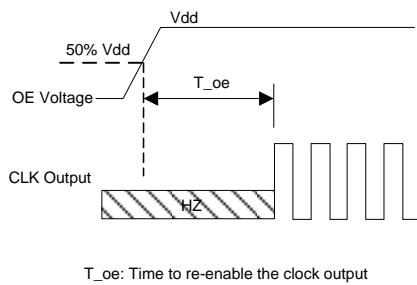 Vdd
50% Vdd
T_oe
OE Voltage
CLK Output
HZ
T_oe: Time to re-enable the clock output